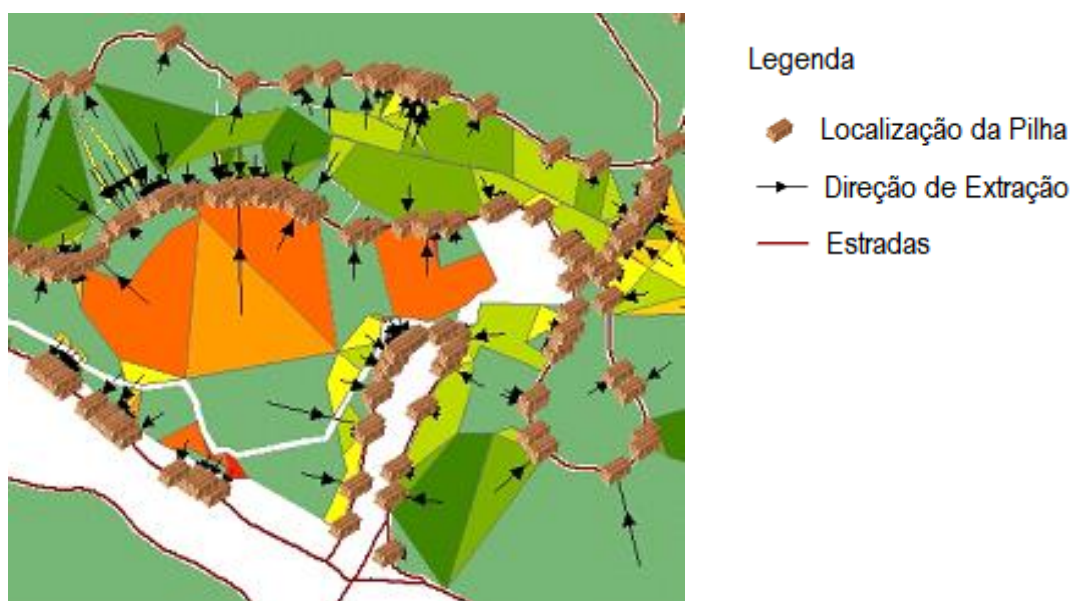 Legenda
Localização da Pilha
Direção de Extração
Estradas